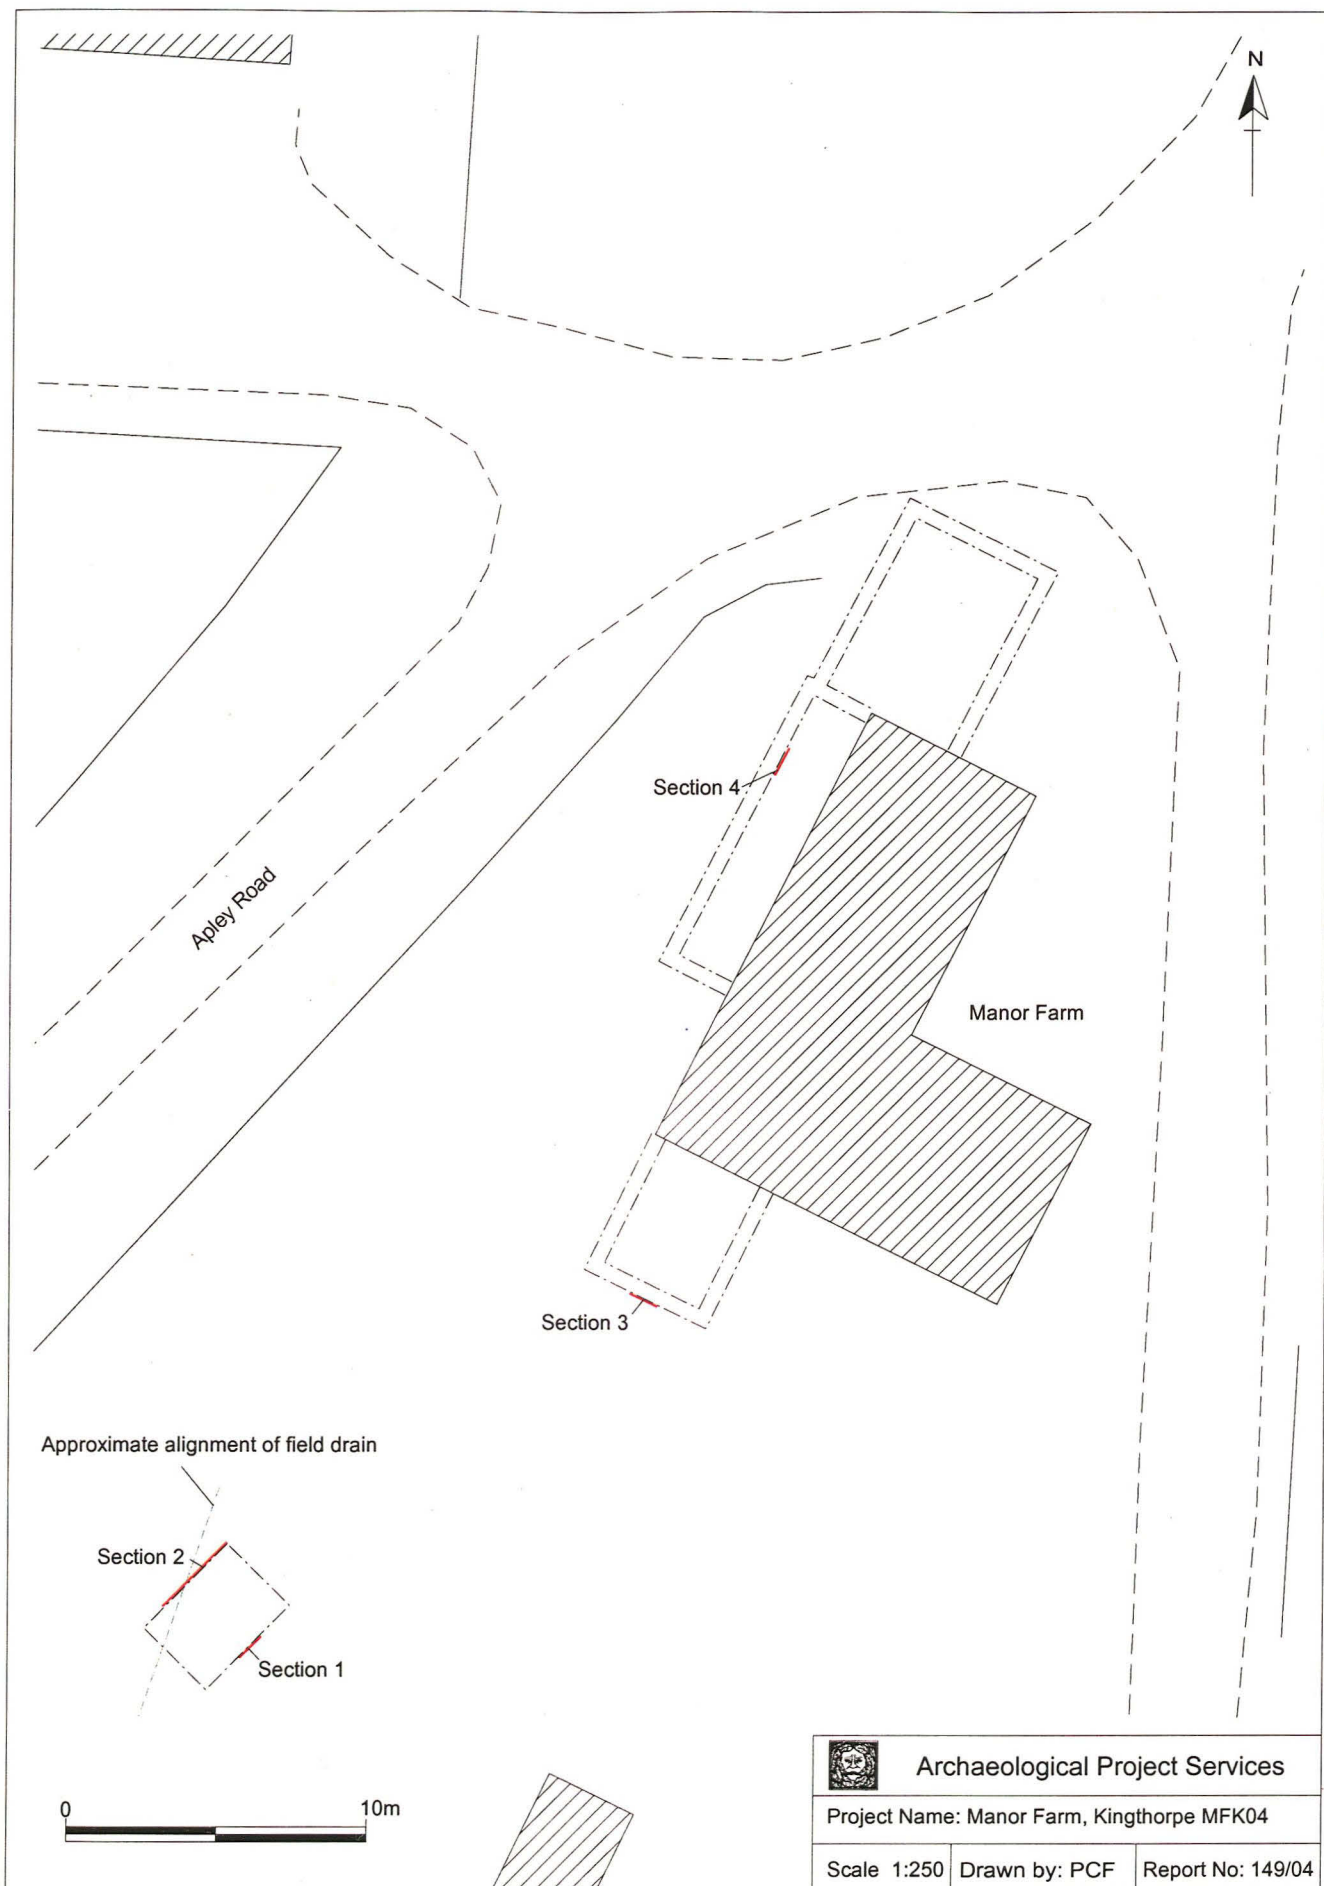 N
Section 4
Apley Road
Manor Farm
Section 3
Approximate alignment of field drain
Section 2
Section 1
0 10m
Archaeological Project Services
Project Name: Manor Farm, Kingthorpe MFK04
Scale 1:250 Drawn by: PCF Report No: 149/04